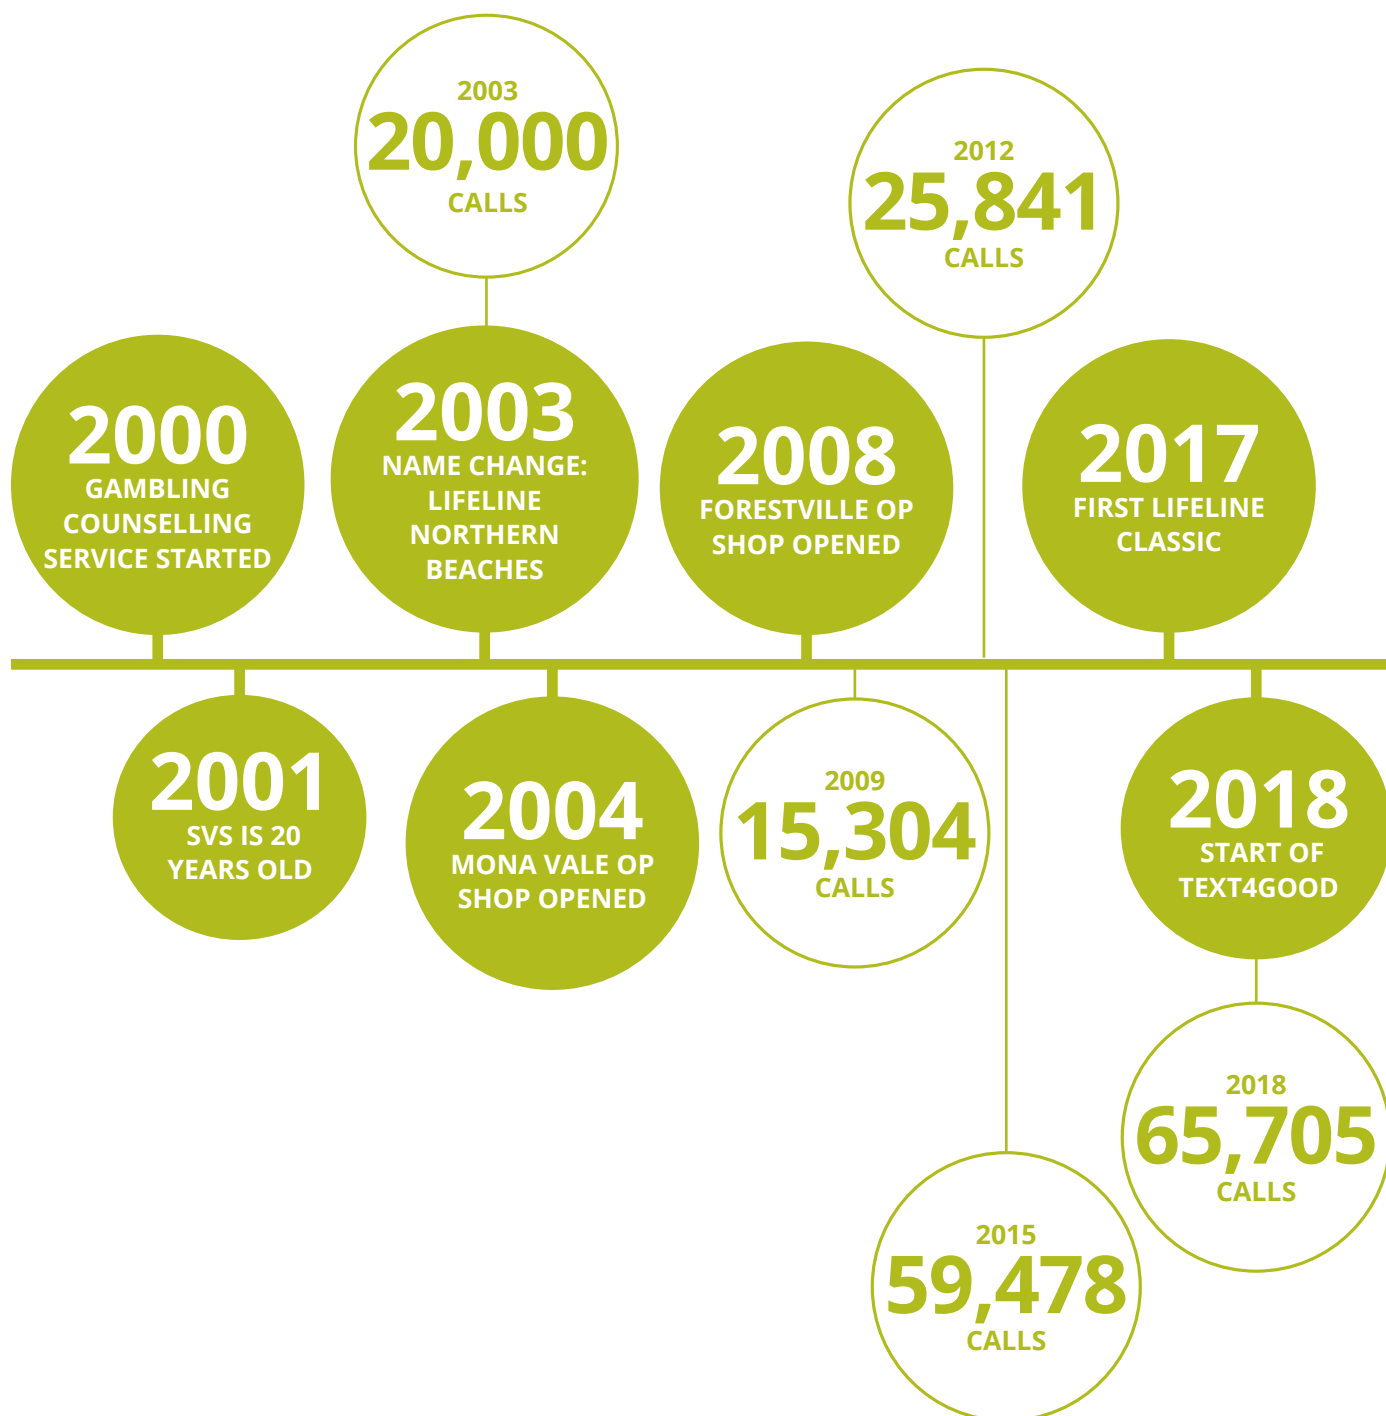 2003
20,000
CALLS
2012
25,841
CALLS
2000
GAMBLING
COUNSELLING
SERVICE STARTED
2003
NAME CHANGE:
LIFELINE
NORTHERN
BEACHES
2008
FORESTVILLE OP
SHOP OPENED
2017
FIRST LIFELINE
CLASSIC
2001
SVS IS 20
YEARS OLD
2004
MONA VALE OP
SHOP OPENED
2009
15,304
CALLS
2018
START OF
TEXT4GOOD
2018
65,705
CALLS
2015
59,478
CALLS